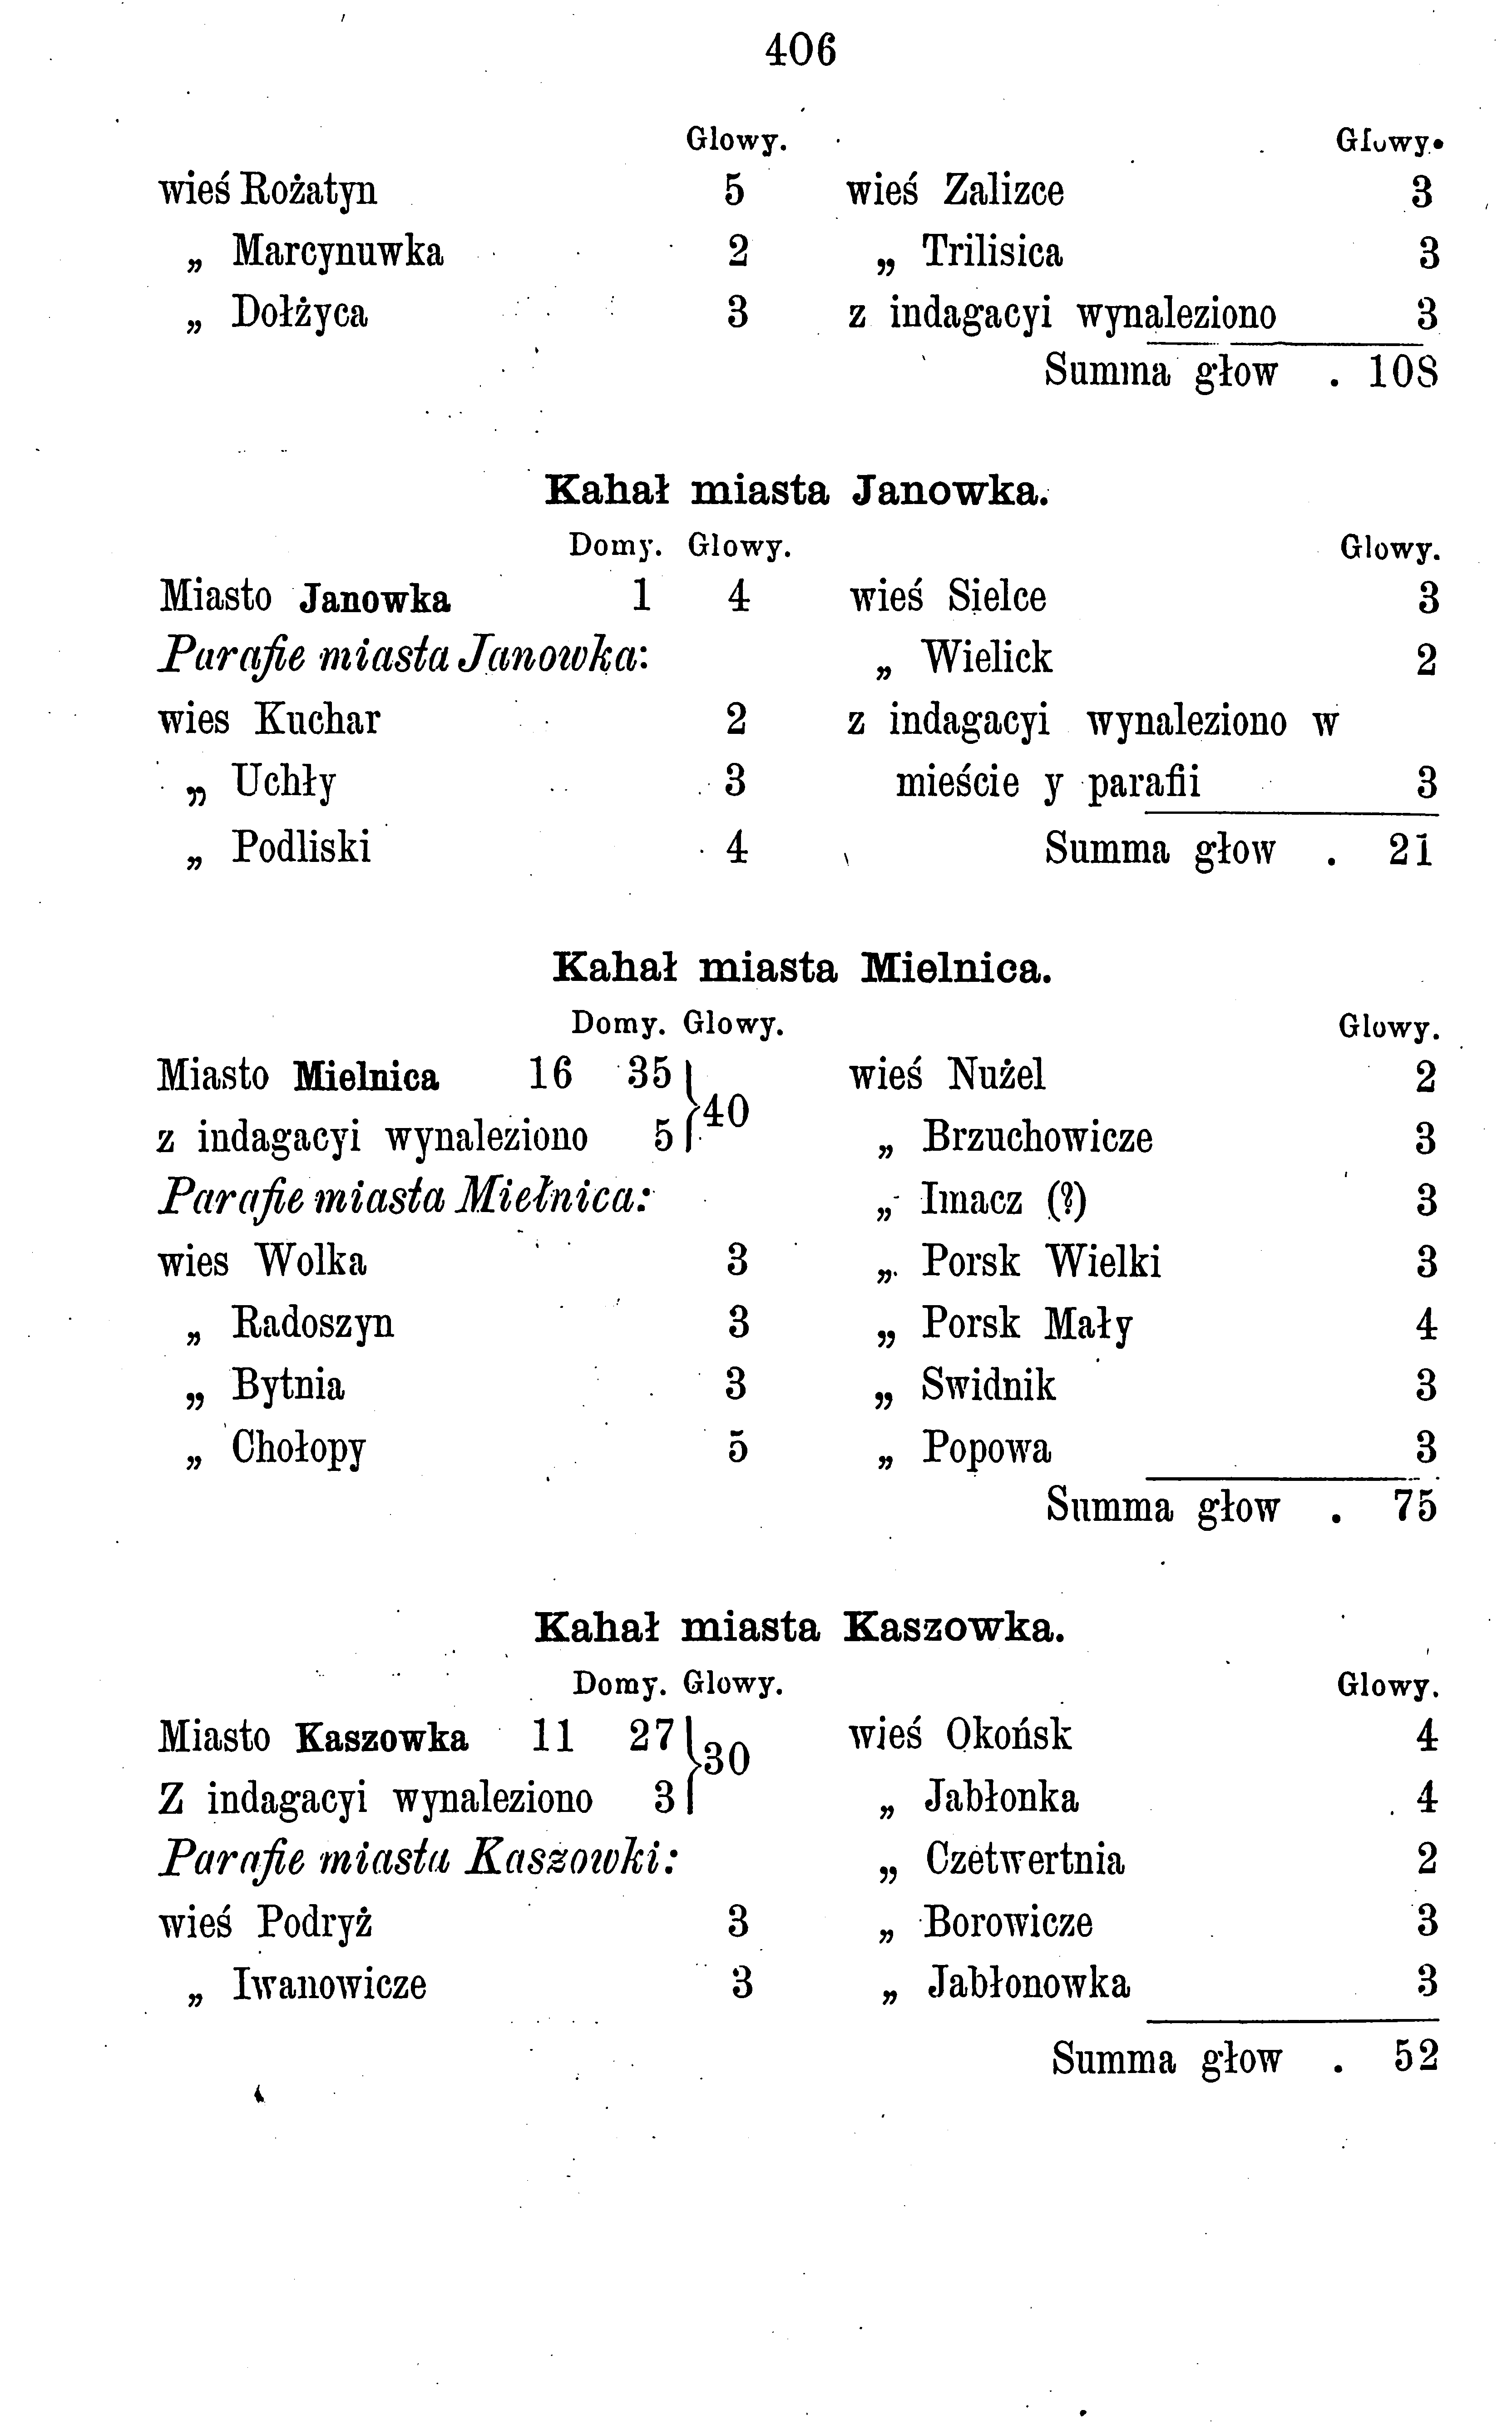 406
Glowy.
wieś Rożatyn 5
„ Marcynuwka 2
„ Dołżyca 3
Glowy.
wieś Zalizce 3
„ Trilisica 3
z indagacyi wynaleziono 3
Summa głow . 108
Kahał miasta Janowka.
Domy. Glowy.
Miasto Janowka 1 4
Parafie miasta Janowka:
wies Kuchar 2
„ Uchły 3
„ Podliski 4
Glowy.
wieś Sielce 3
„ Wielick 2
z indagacyi wynaleziono w
mieście y parafii 3
Summa głow . 21
Kahał miasta Mielnica.
Domy. Glowy.
Miasto Mielnica 16 35
z indagacyi wynaleziono 5 } 40
Parafie miasta Miełnica:
wies Wolka 3
„ Radoszyn 3
„ Bytnia 3
„ Chołopy 5
Glowy.
wieś Nużel 2
„ Brzuchowicze 3
„ Imacz (?) 3
„ Porsk Wielki 3
„ Porsk Mały 4
„ Swidnik 3
„ Popowa 3
Summa głow . 75
Kahał miasta Kaszowka.
Domy. Glowy.
Miasto Kaszowka 11 27
Z indagacyi wynaleziono 3 } 30
Parafie miasta Kaszowki:
wieś Podryż 3
„ Iwanowicze 3
Glowy.
wieś Okońsk 4
„ Jabłonka 4
„ Czetwertnia 2
„ Borowicze 3
„ Jabłonowka 3
Summa głow . 52